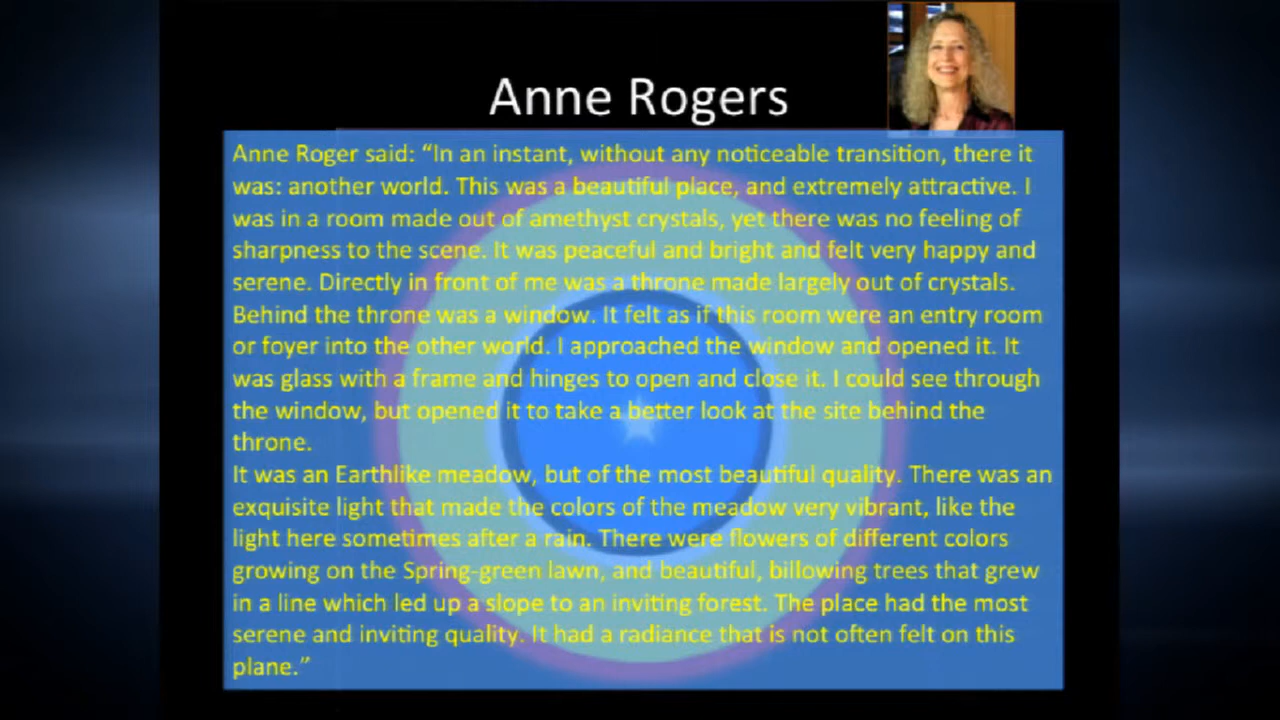 Anne Rogers
Anne Roger said: “In an instant, without any noticeable transition, there it
was: another world. This was a beautiful place, and extremely attractive. I
was in a room made out of amethyst crystals, yet there was no feeling of
sharpness to the scene. It was peaceful and bright and felt very happy and
serene. Directly in front of me was a throne made largely out of crystals.
Behind the throne was a window. It felt as if this room were an entry room
or foyer into the other world. I approached the window and opened it. It
was glass with a frame and hinges to open and close it. I could see through
the window, but opened it to take a better look at the site behind the
throne.
It was an Earthlike meadow, but of the most beautiful quality. There was an
exquisite light that made the colors of the meadow very vibrant, like the
light here sometimes after a rain. There were flowers of different colors
growing on the Spring-green lawn, and beautiful, billowing trees that grew
in a line which led up a slope to an inviting forest. The place had the most
serene and inviting quality. It had a radiance that is not often felt on this
plane.”